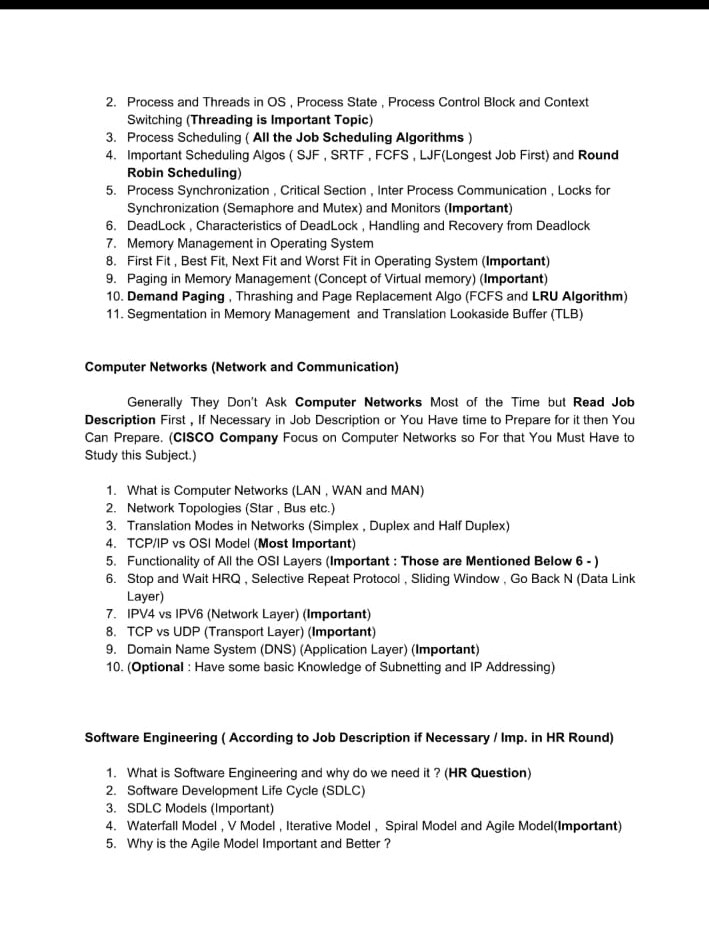 2. Process and Threads in OS , Process State , Process Control Block and Context
Switching (Threading is Important Topic)
3. Process Scheduling ( All the Job Scheduling Algorithms )
4. Important Scheduling Algos ( SJF , SRTF , FCFS , LJF(Longest Job First) and Round
Robin Scheduling)
5. Process Synchronization , Critical Section , Inter Process Communication , Locks for
Synchronization (Semaphore and Mutex) and Monitors (Important)
6. DeadLock , Characteristics of DeadLock , Handling and Recovery from Deadlock
7. Memory Management in Operating System
8. First Fit , Best Fit, Next Fit and Worst Fit in Operating System (Important)
9. Paging in Memory Management (Concept of Virtual memory) (Important)
10. Demand Paging , Thrashing and Page Replacement Algo (FCFS and LRU Algorithm)
11. Segmentation in Memory Management and Translation Lookaside Buffer (TLB)
Computer Networks (Network and Communication)
Generally They Don't Ask Computer Networks Most of the Time but Read Job
Description First , If Necessary in Job Description or You Have time to Prepare for it then You
Can Prepare. (CISCO Company Focus on Computer Networks so For that You Must Have to
Study this Subject.)
1. What is Computer Networks (LAN , WAN and MAN)
2. Network Topologies (Star , Bus etc.)
3. Translation Modes in Networks (Simplex , Duplex and Half Duplex)
4. TCP/IP vs OSI Model (Most Important)
5. Functionality of All the OSI Layers (Important : Those are Mentioned Below 6 - )
6. Stop and Wait HRQ , Selective Repeat Protocol , Sliding Window , Go Back N (Data Link
Layer)
7. IPV4 vs IPV6 (Network Layer) (Important)
8. TCP vs UDP (Transport Layer) (Important)
9. Domain Name System (DNS) (Application Layer) (Important)
10. (Optional : Have some basic Knowledge of Subnetting and IP Addressing)
Software Engineering ( According to Job Description if Necessary / Imp. in HR Round)
1. What is Software Engineering and why do we need it ? (HR Question)
2. Software Development Life Cycle (SDLC)
3. SDLC Models (Important)
4. Waterfall Model , V Model , Iterative Model , Spiral Model and Agile Model(Important)
5. Why is the Agile Model Important and Better ?